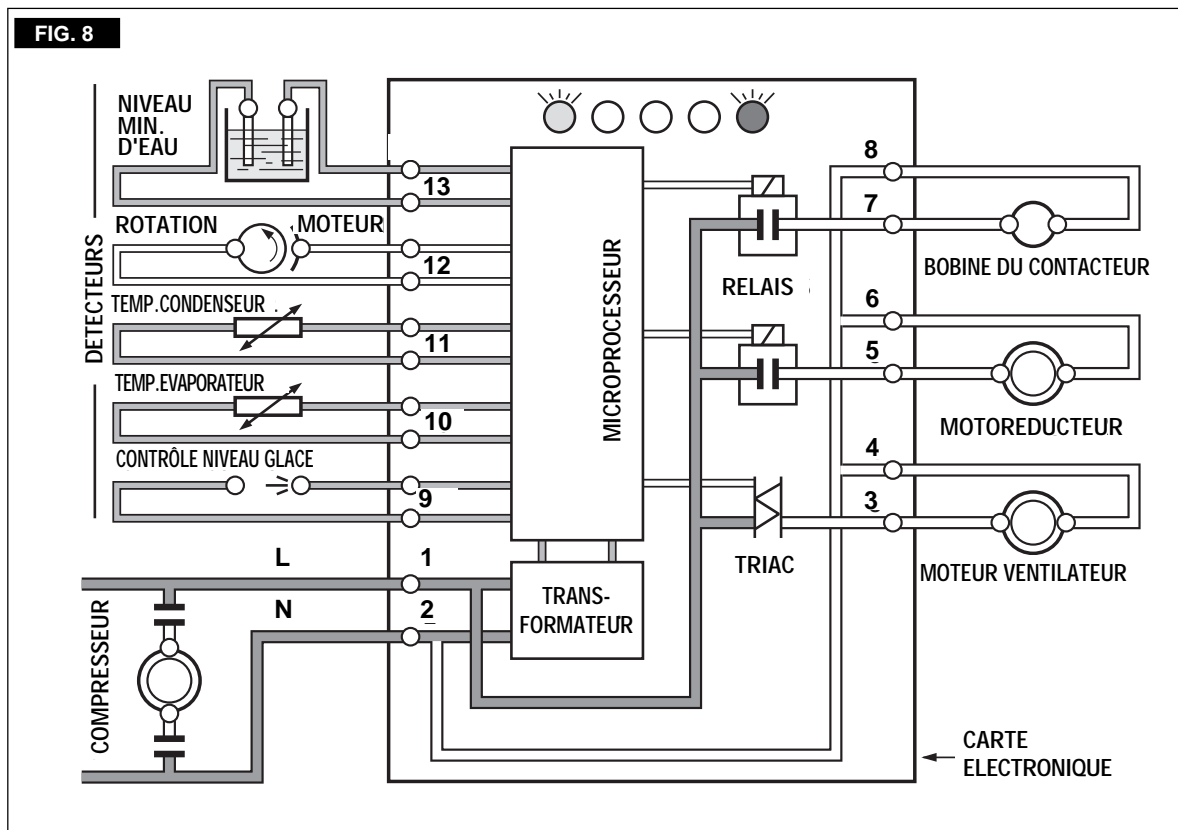 FIG. 8
NIVEAU
MIN.
D'EAU
13
ROTATION MOTEUR
12
TEMP.CONDENSEUR .
11
TEMP.EVAPORATEUR
10
CONTRÔLE NIVEAU GLACE
9
DETECTEURS
L
1
N
2
COMPRESSEUR
MICROPROCESSEUR
TRANS-
FORMATEUR
RELAIS
TRIAC
8
7
BOBINE DU CONTACTEUR
6
5
MOTOREDUCTEUR
4
3
MOTEUR VENTILATEUR
CARTE
ELECTRONIQUE